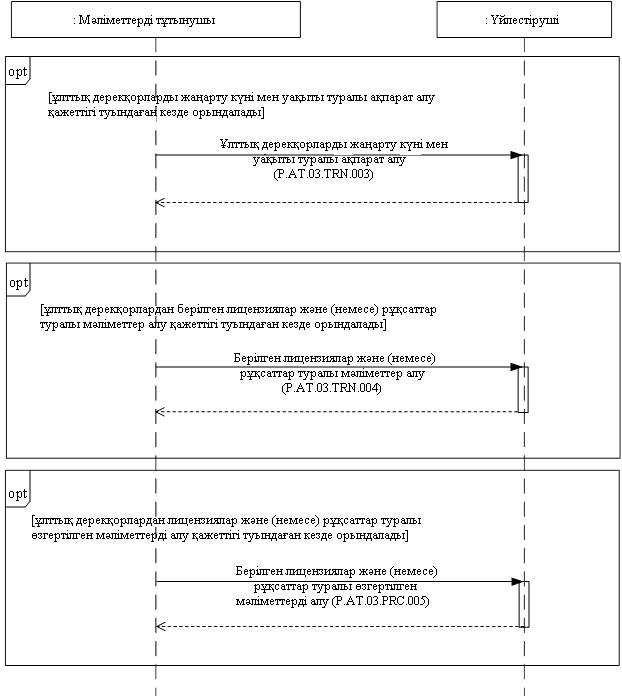 : Мәліметтерді тұтынушы
: Үйлестіруші
opt
[ұлттық дерекқорларды жаңарту күні мен уақыты туралы ақпарат алу
қажеттігі туындаған кезде орындалады]
Ұлттық дерекқорларды жаңарту күні мен
уақыты туралы ақпарат алу
(P.AT.03.TRN.003)
opt
[ұлттық дерекқорлардан берілген лицензиялар және (немесе) рұқсаттар
туралы мәліметтер алу қажеттігі туындаған кезде орындалады]
Берілген лицензиялар және (немесе)
рұқсаттар туралы мәліметтер алу
(P.AT.03.TRN.004)
opt
[ұлттық дерекқорлардан лицензиялар және (немесе) рұқсаттар туралы
өзгертілген мәліметтерді алу қажеттігі туындаған кезде орындалады]
Берілген лицензиялар және (немесе)
рұқсаттар туралы өзгертілген
мәліметтерді алу (P.AT.03.PRC.005)